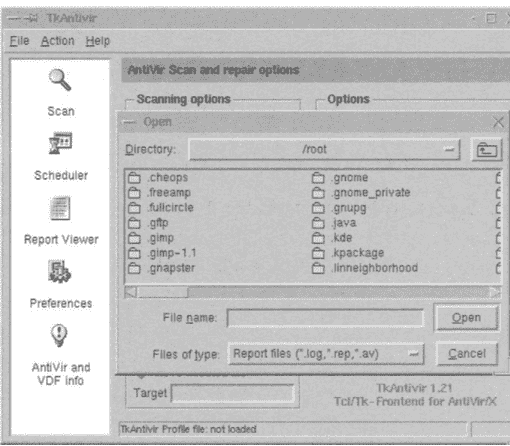 TkAntivir
File Action Help
AntiVir Scan and repair options
Scan
Scheduler
Report Viewer
Preferences
AntiVir and
VDF info
Scanning options
Options
Open
Directory:
/root
.cheops
.freeamp
.fullcircle
.gftp
.gimp
.gimp-1.1
.gnapster
.gnome
.gnome_private
.gnupg
.java
.kde
.kpackage
.linneighborhood
File name:
Open
Files of type:
Report files (*.log,*.rep,*.av)
Cancel
Target
TkAntivir 1.21
Tcl/Tk-Frontend for AntiVir/X
TkAntivir Profile file: not loaded